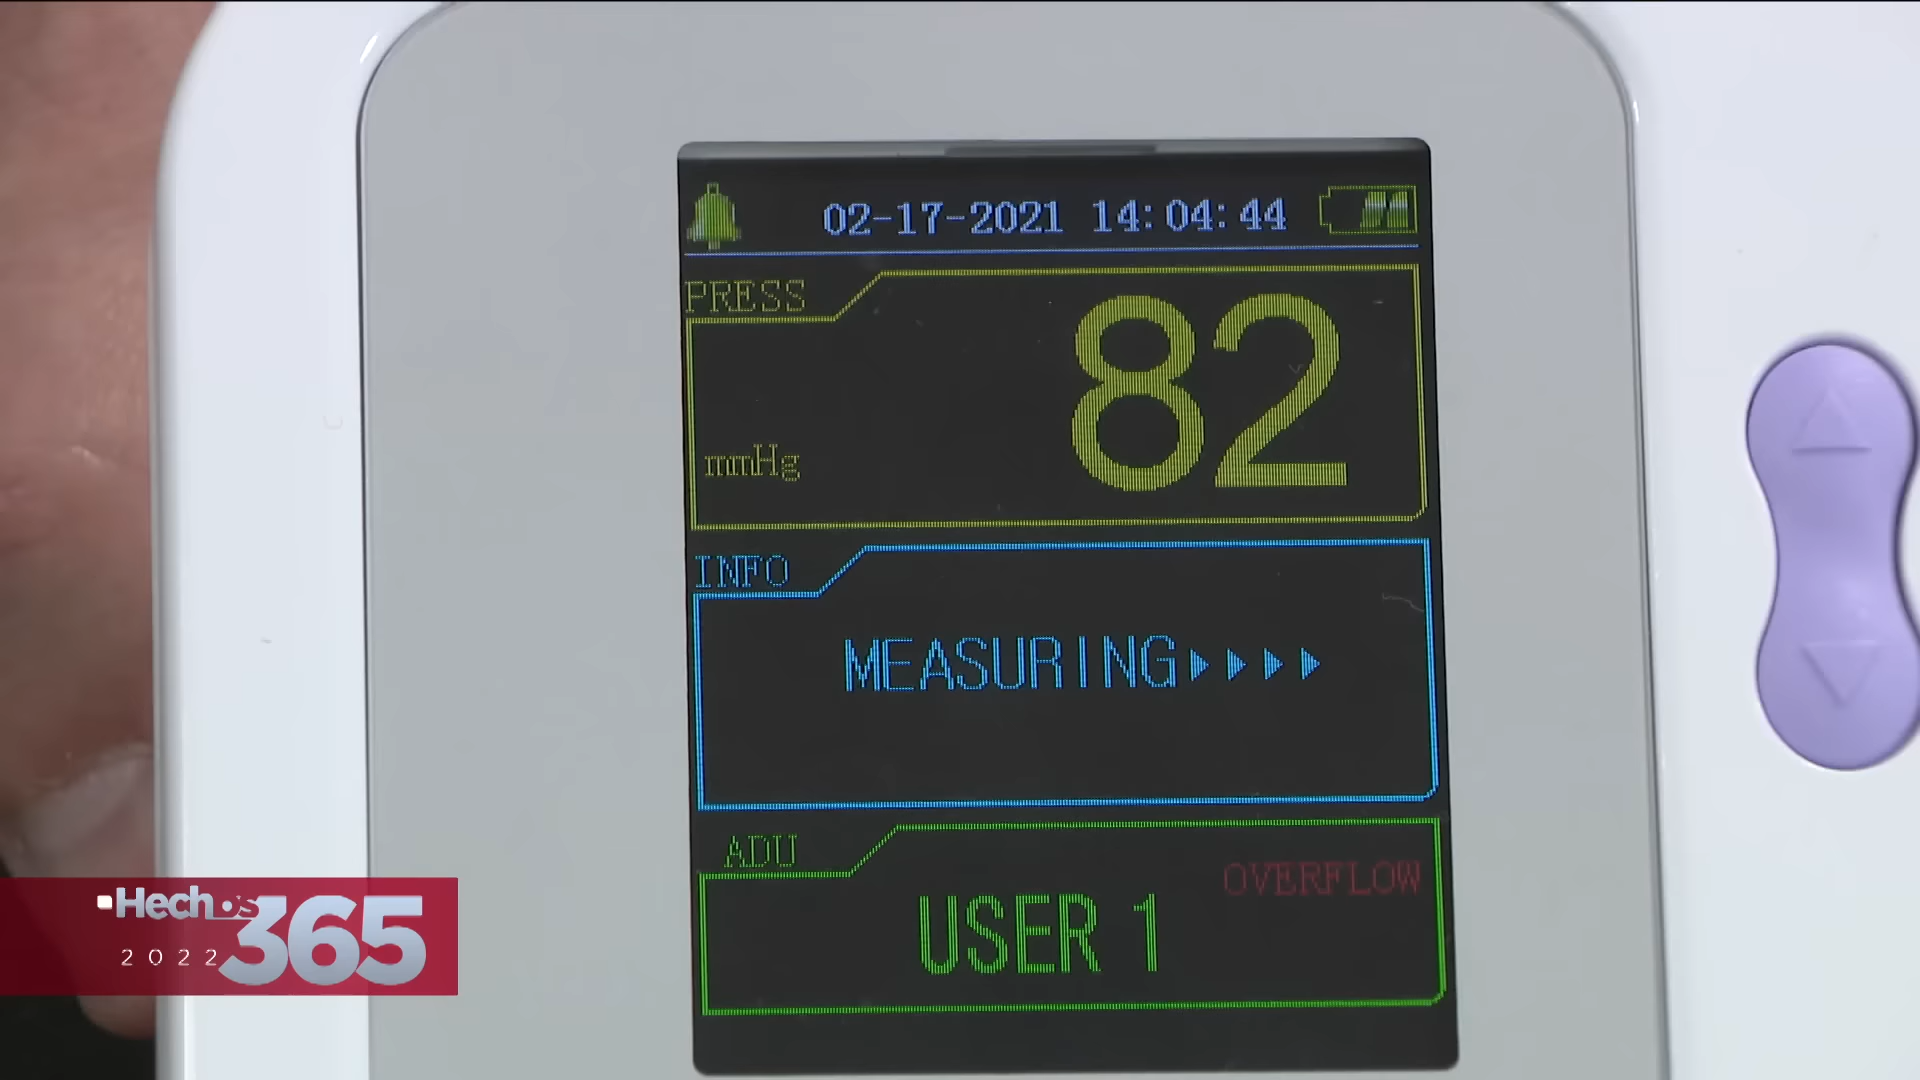 02-17-2021 14:04:44
PRESS
82
mmHg
INFO
MEASURING
ADU
OVERFLOW
USER 1
Hechos
365
2022